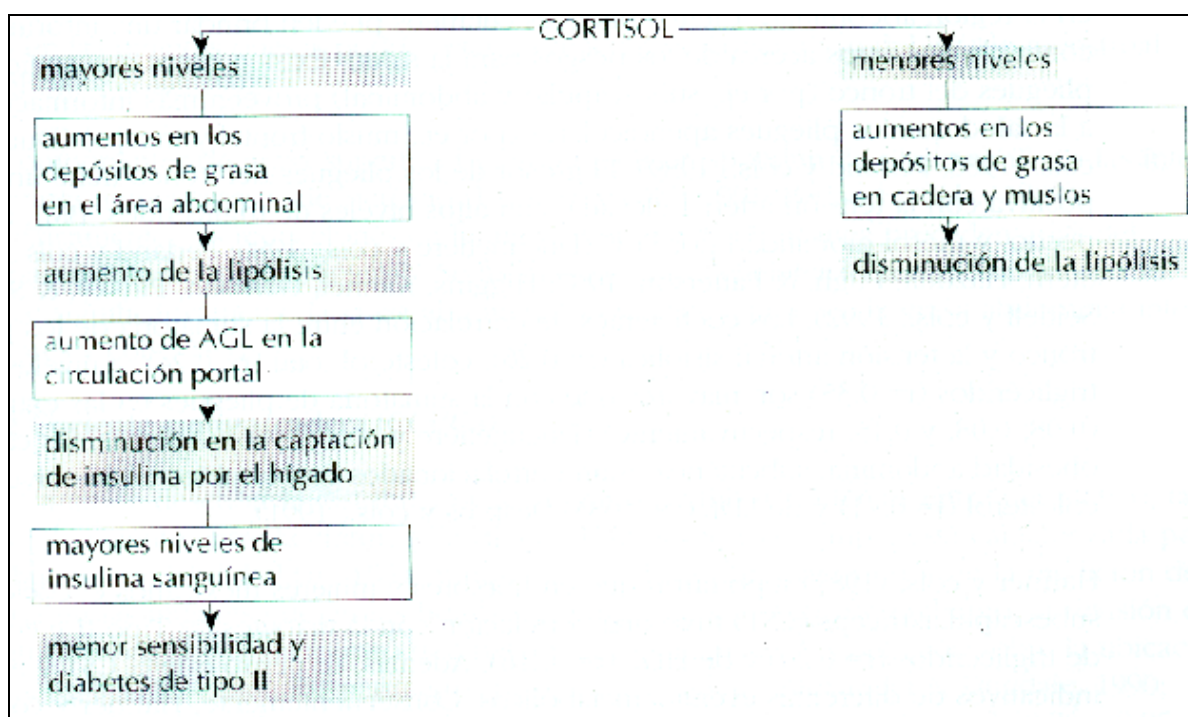 CORTISOL
mayores niveles
aumentos en los
depósitos de grasa
en el área abdominal
aumento de la lipólisis
aumento de AGL en la
circulación portal
disminución en la captación
de insulina por el hígado
mayores niveles de
insulina sanguínea
menor sensibilidad y
diabetes de tipo II
menores niveles
aumentos en los
depósitos de grasa
en cadera y muslos
disminución de la lipólisis